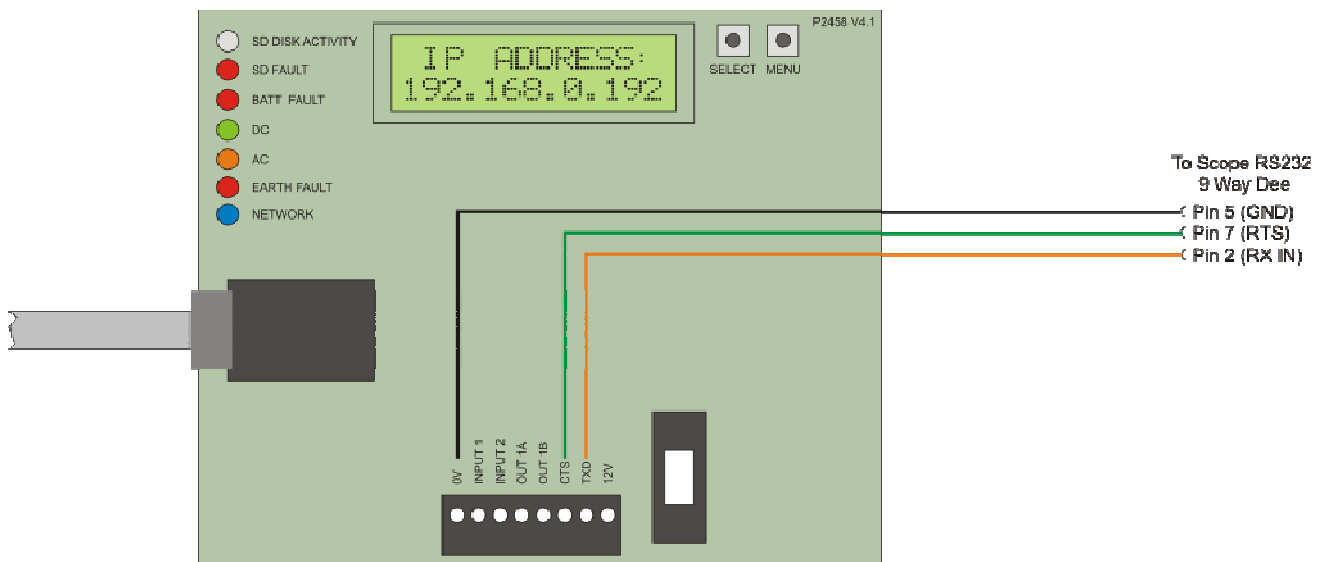 P2458 V4.1
SD DISK ACTIVITY
SD FAULT
BATT FAULT
DC
AC
EARTH FAULT
NETWORK
IP ADDRESS:
192.168.0.192
SELECT MENU
To Scope RS232
9 Way Dee
Pin 5 (GND)
Pin 7 (RTS)
Pin 2 (RX IN)
0V
INPUT 1
INPUT 2
OUT 1A
OUT 1B
CTS
TXD
12V